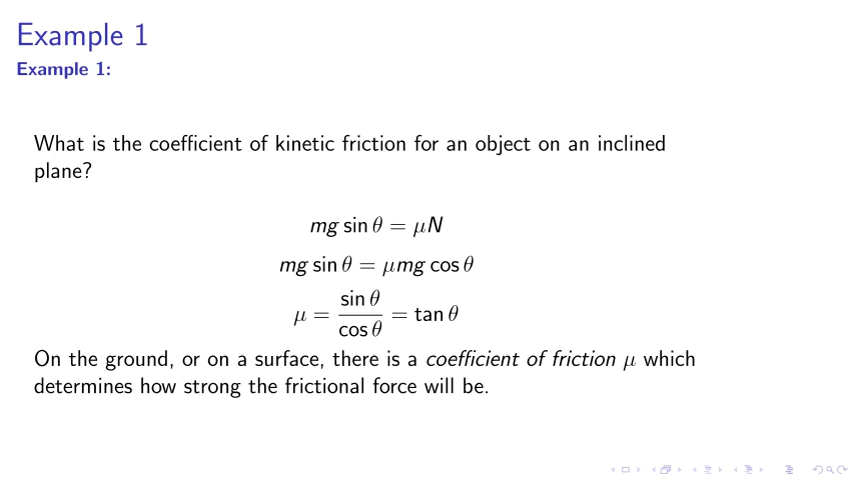 Example 1
Example 1:
What is the coefficient of kinetic friction for an object on an inclined
plane?
mg sin θ = μN
mg sin θ = μmg cos θ
μ = sin θ / cos θ = tan θ
On the ground, or on a surface, there is a coefficient of friction μ which
determines how strong the frictional force will be.